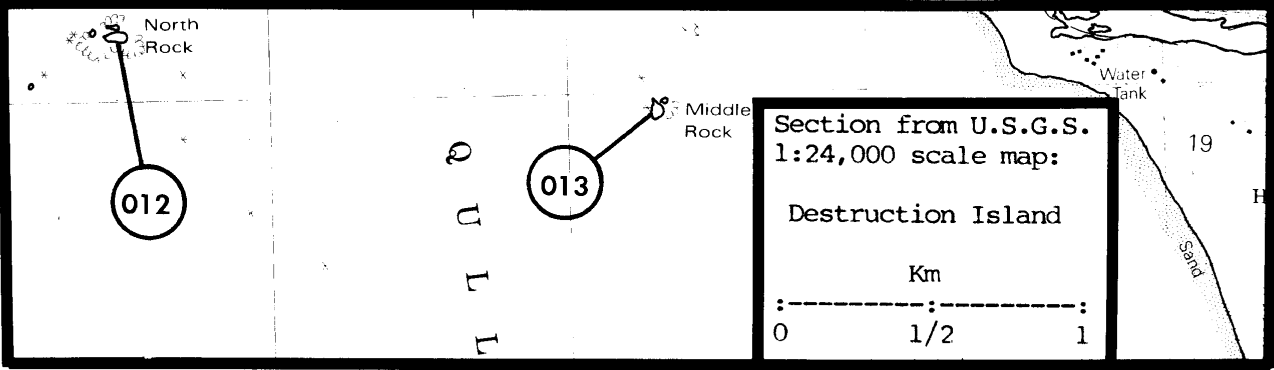 North
Rock
012
Q U L L
013
Middle
Rock
Water
Tank
19
H
Sand
Section from U.S.G.S.
1:24,000 scale map:
Destruction Island
Km
:----------:----------:
0 1/2 1